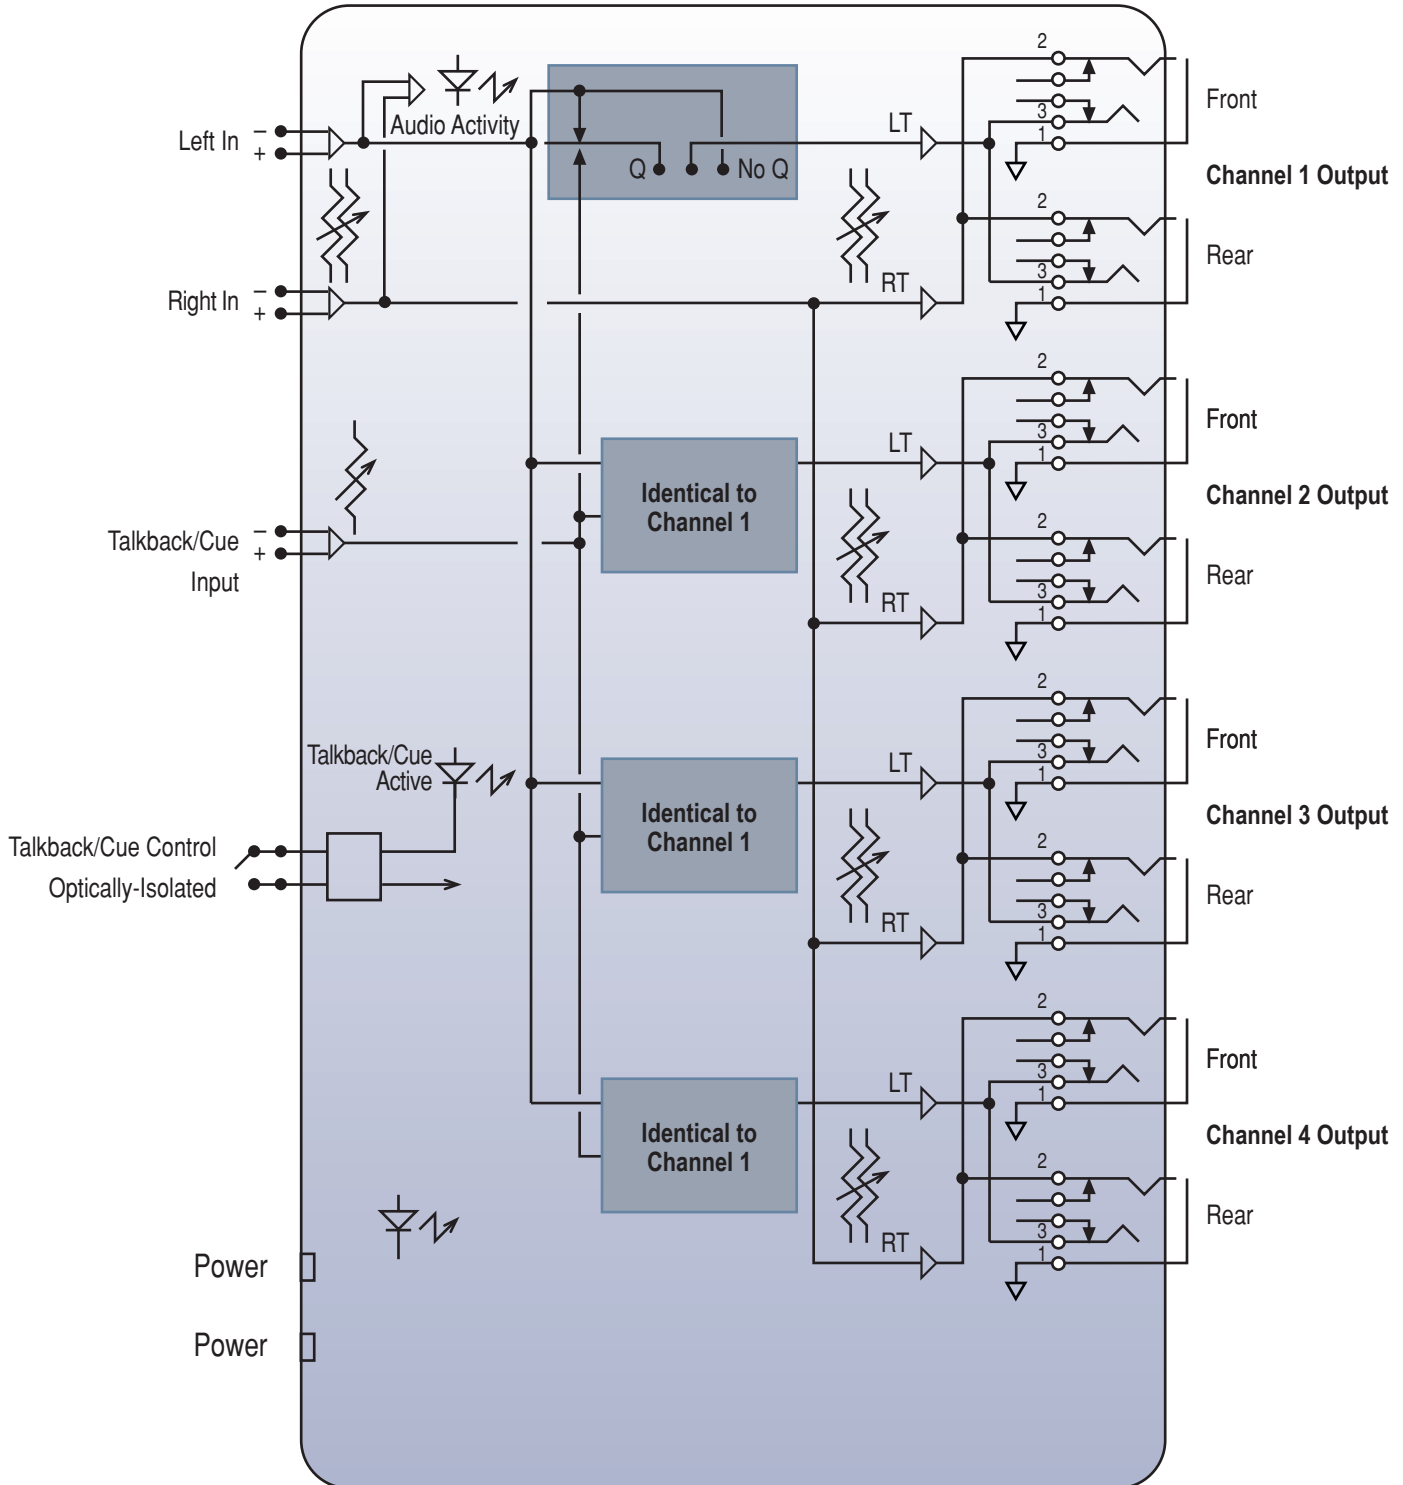 2
Front
3
1
Left In
−
+
Audio Activity
LT
Q
No Q
Channel 1 Output
2
Rear
3
1
Right In
−
+
RT
2
Front
3
1
LT
Identical to
Channel 1
Channel 2 Output
Talkback/Cue
Input
−
+
2
Rear
3
1
RT
2
Front
3
1
Talkback/Cue
Active
LT
Identical to
Channel 1
Channel 3 Output
Talkback/Cue Control
Optically-Isolated
2
Rear
3
1
RT
2
Front
3
1
LT
Identical to
Channel 1
Channel 4 Output
2
Rear
3
1
RT
Power
Power